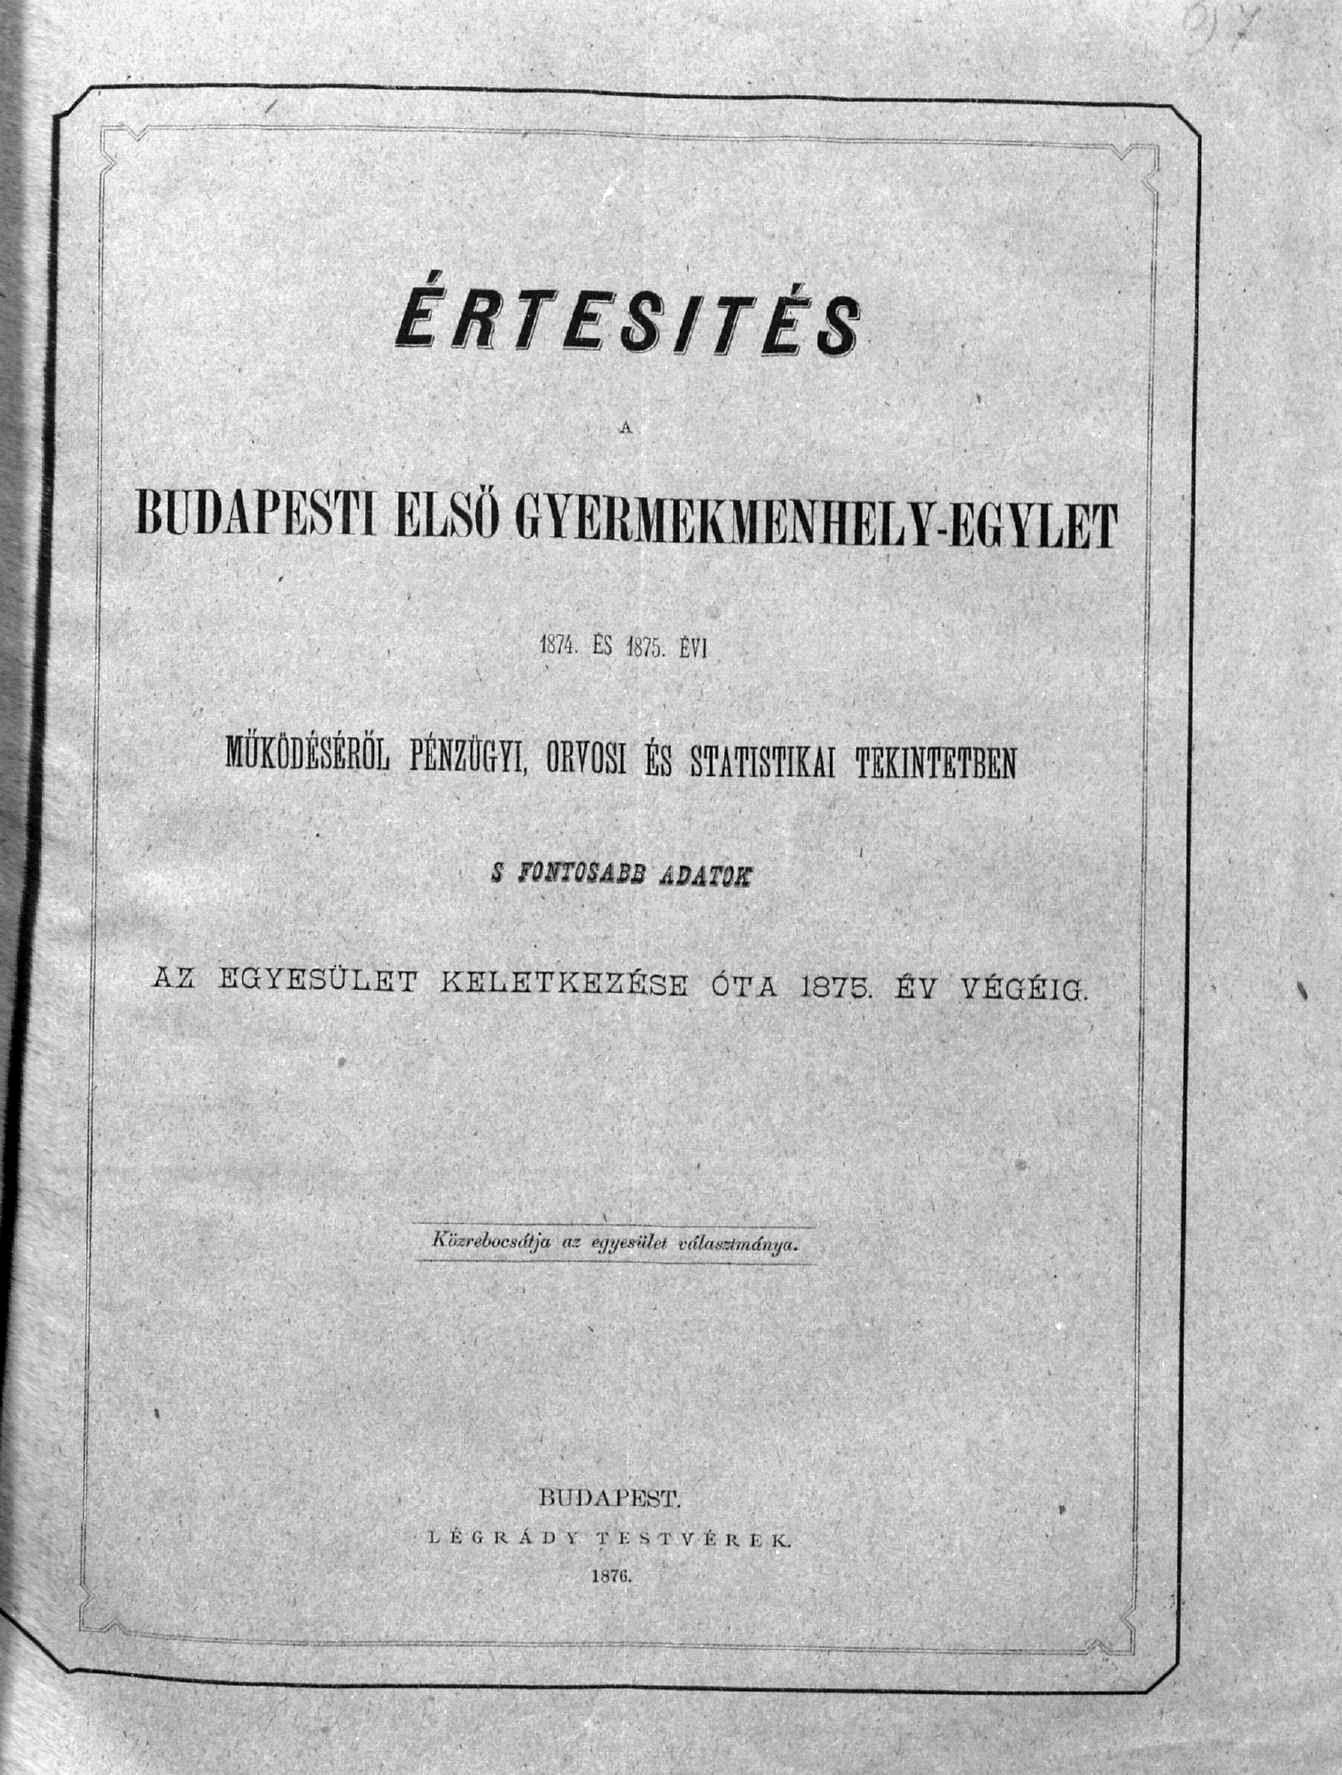 ÉRTESITÉS
A
BUDAPESTI ELSŐ GYERMEKMENHELY-EGYLET
1874. ÉS 1875. ÉVI
MŰKÖDÉSÉRŐL PÉNZÜGYI, ORVOSI ÉS STATISTIKAI TEKINTETBEN
S FONTOSABB ADATOK
AZ EGYESÜLET KELETKEZÉSE ÓTA 1875. ÉV VÉGÉIG.
Közrebocsátja az egyesület választmánya.
BUDAPEST.
LÉGRÁDY TESTVÉREK.
1876.